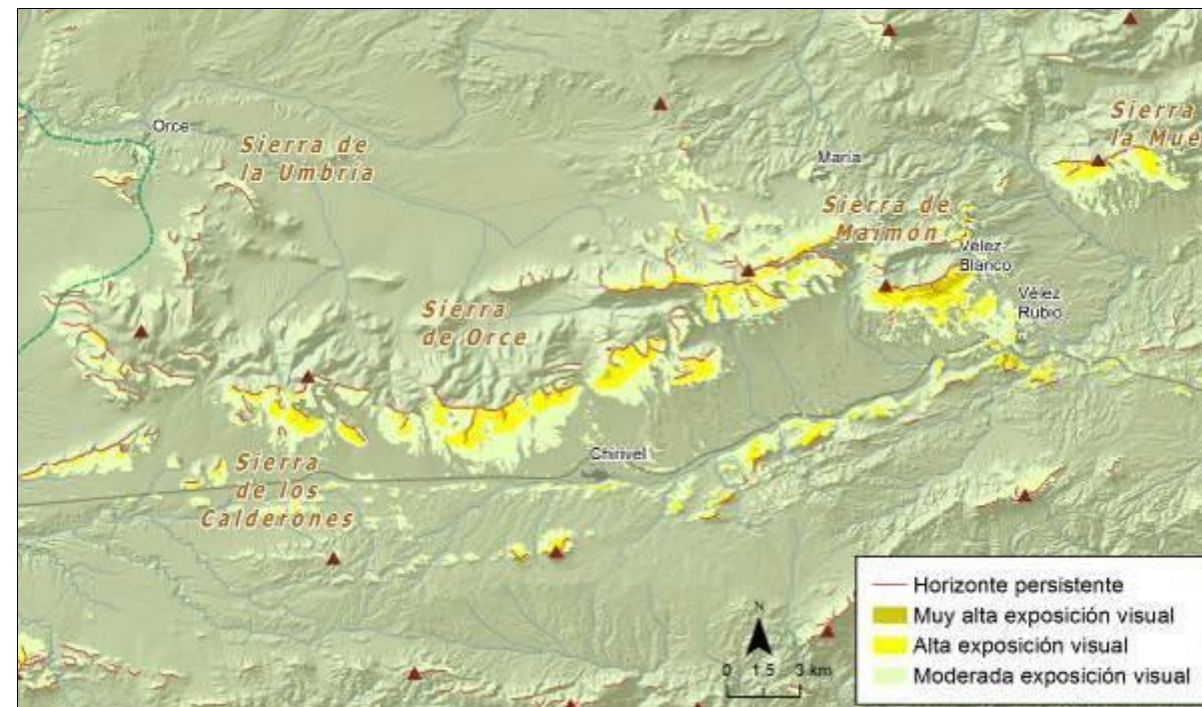 Orce
Sierra de
la Umbría
María
Sierra
la Mue
Sierra de
Maimón
Vélez-
Blanco
Vélez
Rubio
Sierra
de Orce
Chirivel
Sierra
de los
Calderones
Horizonte persistente
Muy alta exposición visual
Alta exposición visual
Moderada exposición visual
N
0 1.5 3 km